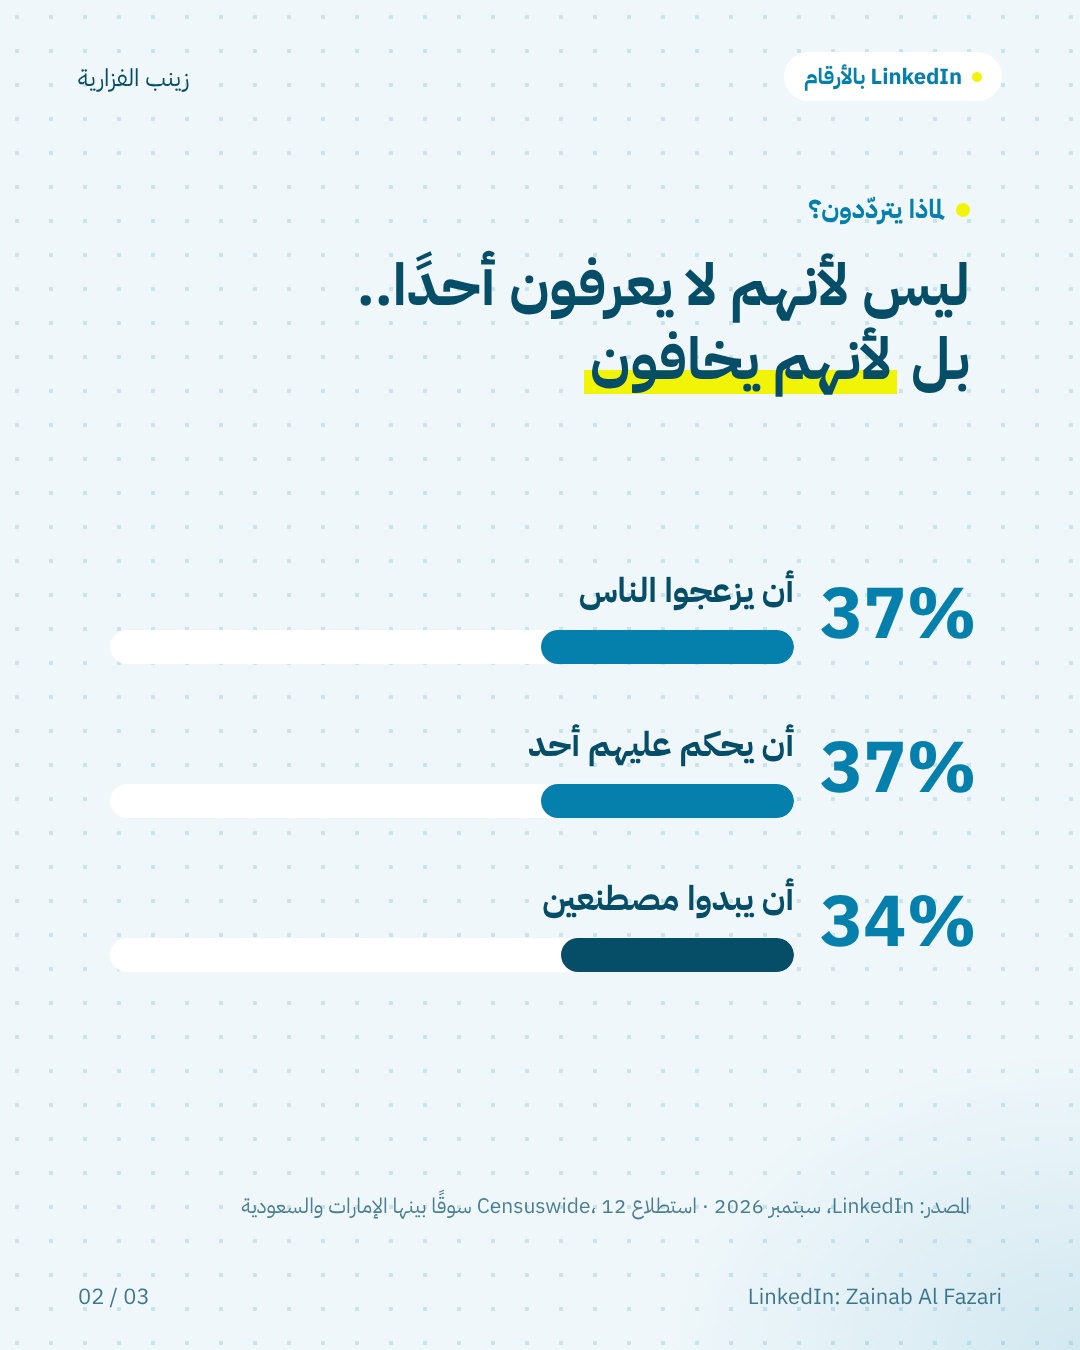 LinkedIn بالأرقام
زينب الفزارية
لماذا يتردّدون؟
ليس لأنهم لا يعرفون أحدًا..
بل لأنهم يخافون
37%
أن يزعجوا الناس
37%
أن يحكم عليهم أحد
34%
أن يبدوا مصطنعين
المصدر: LinkedIn، سبتمبر 2026 · استطلاع Censuswide، 12 سوقًا بينها الإمارات والسعودية
LinkedIn: Zainab Al Fazari
02 / 03